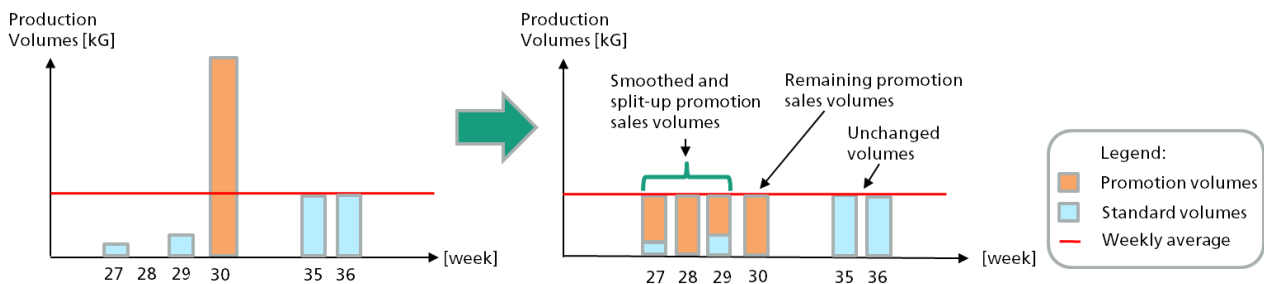 Production
Volumes [kG]
27 28 29 30 35 36
[week]
Production
Volumes [kG]
Smoothed and
split-up promotion
sales volumes
Remaining promotion
sales volumes
Unchanged
volumes
27 28 29 30 35 36
[week]
Legend:
Promotion volumes
Standard volumes
Weekly average